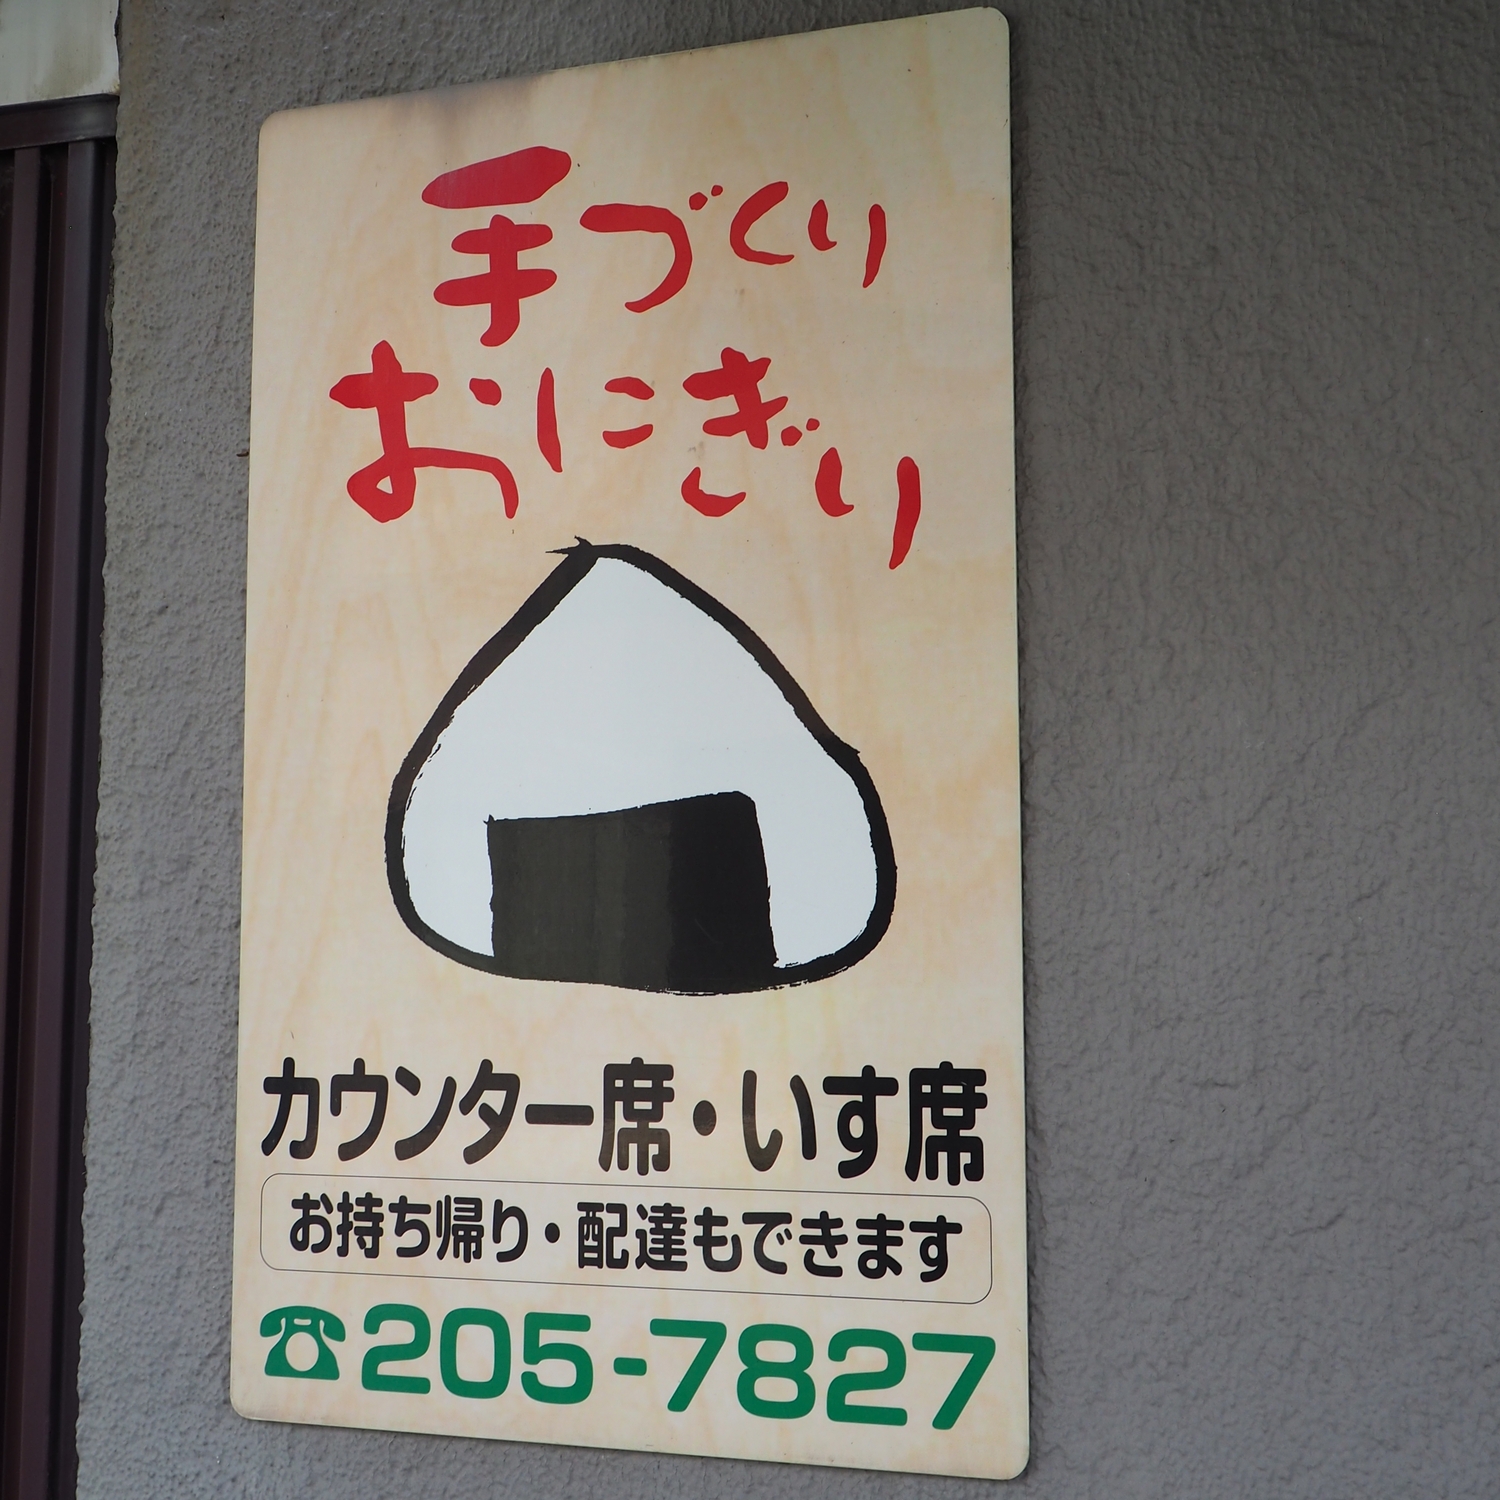 手づくり
おにぎり
カウンター席・いす席
お持ち帰り・配達もできます
☎205-7827